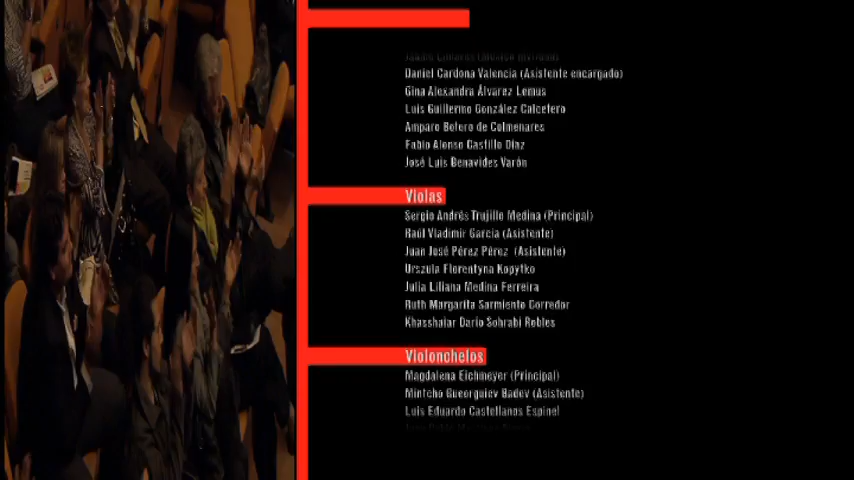 Daniel Cardona Valencia (Asistente encargado)
Gina Alexandra Álvarez Lemus
Luis Guillermo González Calcetero
Amparo Botero de Colmenares
Fabio Alonso Castillo Díaz
José Luis Benavides Varón
Violas
Sergio Andrés Trujillo Medina (Principal)
Raúl Vladimir García (Asistente)
Juan José Pérez Pérez (Asistente)
Urszula Florentyna Kopytko
Julia Liliana Medina Ferreira
Ruth Margarita Sarmiento Corredor
Khasshaiar Darío Sohrabi Robles
Violonchelos
Magdalena Eichmeyer (Principal)
Mintcho Gueorguiev Badev (Asistente)
Luis Eduardo Castellanos Espinel